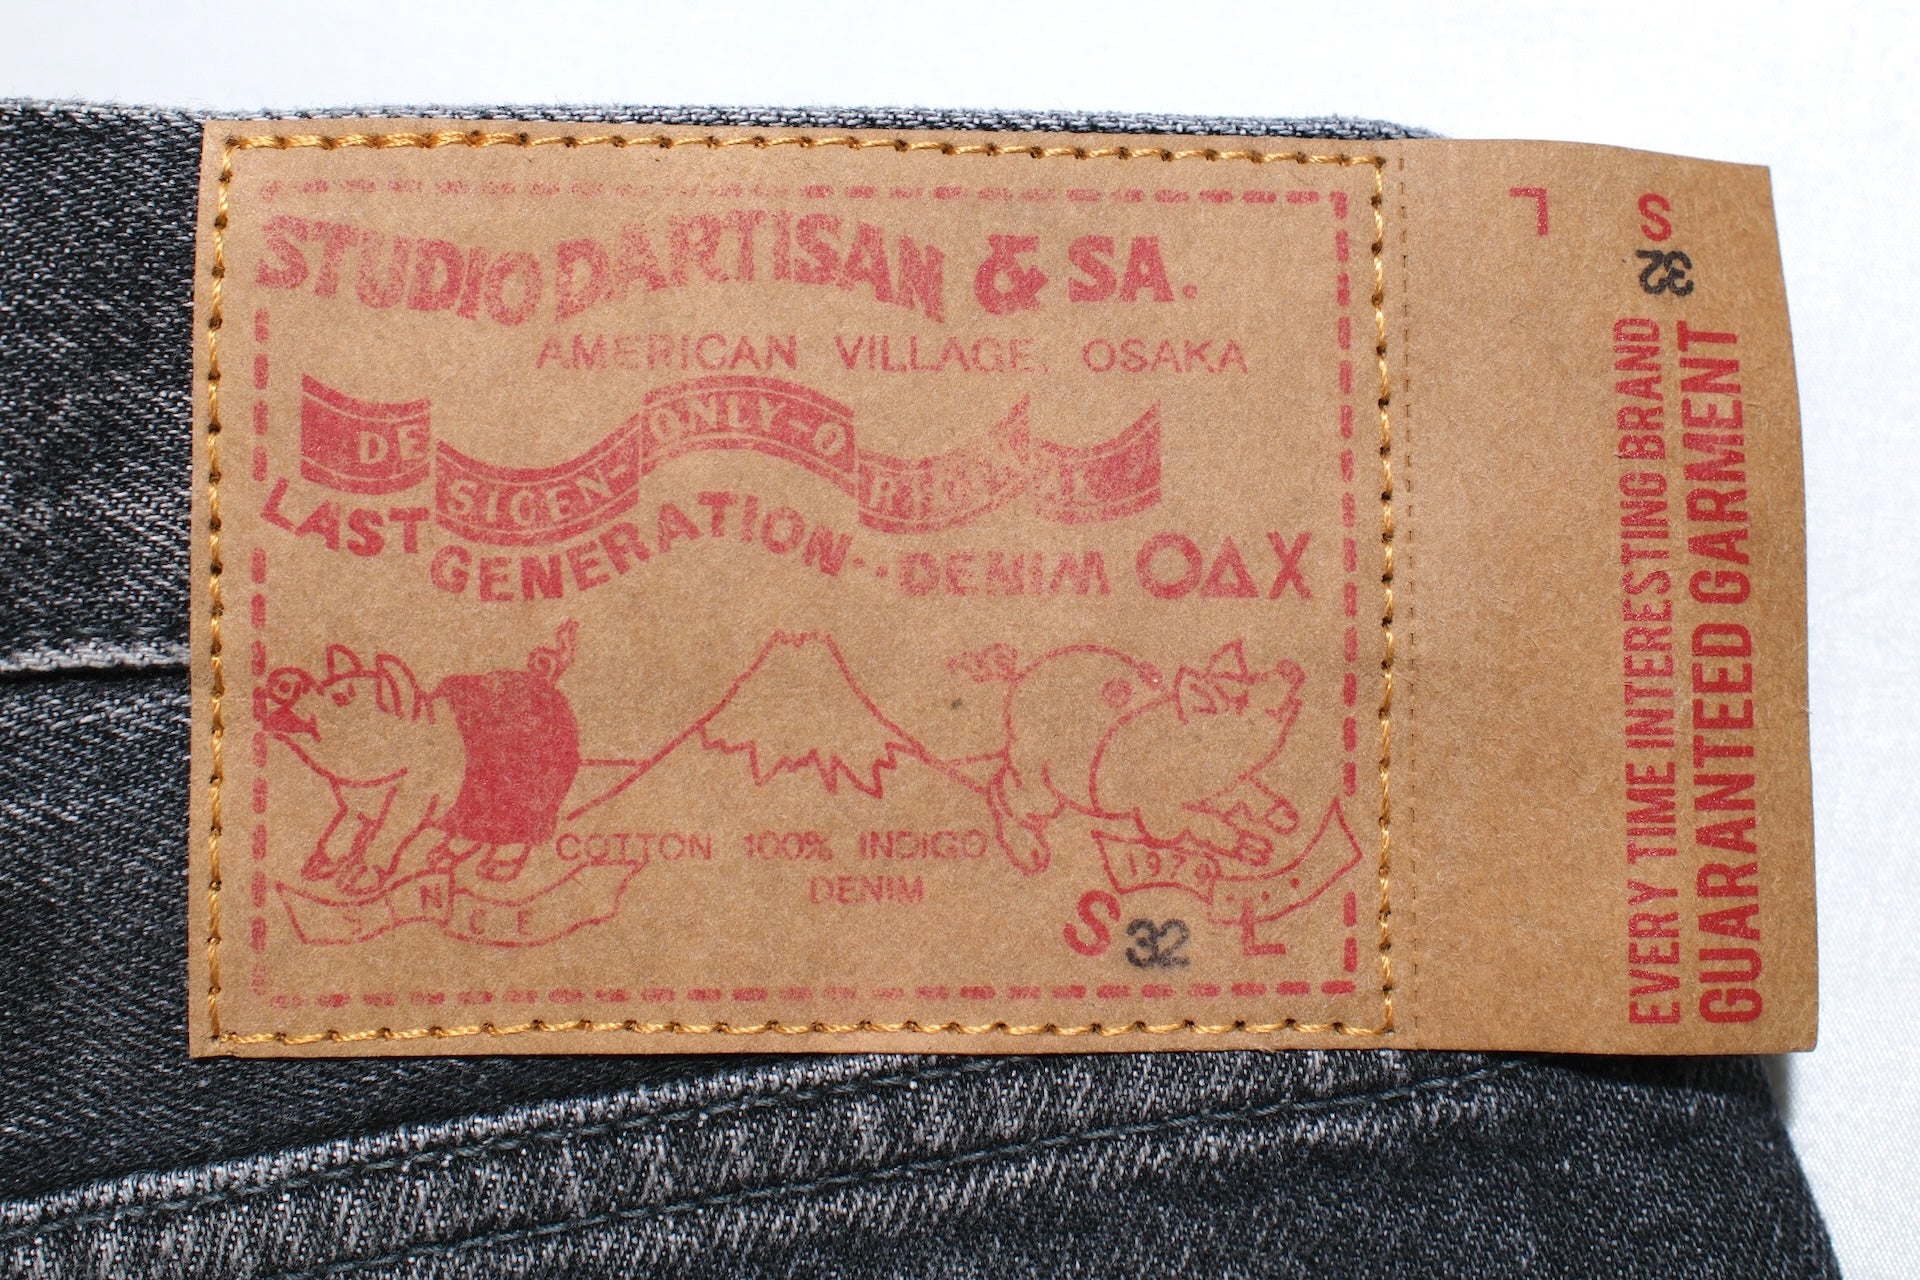 STUDIO DARTISAN & SA.
AMERICAN VILLAGE, OSAKA
DE SIGEN-ONLY-O
LAST GENERATION·· DENIM O∆X
COTTON 100% INDIGO
DENIM
SINCE
1979
S 32 L
L
S 32
EVERY TIME INTERESTING BRAND
GUARANTEED GARMENT